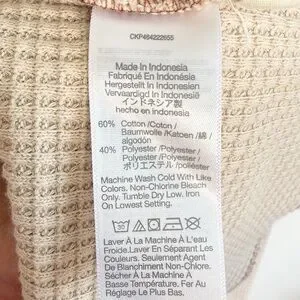 CKP484222655
Made In Indonesia
Fabriqué En Indonésie
Hergestellt In Indonesien
Vervaardigd In Indonesië
インドネシア製
hecho en indonesia
60% Cotton /Coton /
Baumwolle /Katoen /綿 /
algodón
40% Polyester /Polyester /
Polyester /Polyester /
ポリエステル /poliéster
Machine Wash Cold With Like
Colors. Non-Chlorine Bleach
Only. Tumble Dry Low. Iron
On Lowest Setting.
30
Laver À La Machine À L'eau
Froide.Laver En Séparant Les
Couleurs. Seulement Agent
De Blanchiment Non-Chloré.
Sécher À La Machine À
Basse Température. Fer Au
Réglage Le Plus Bas.